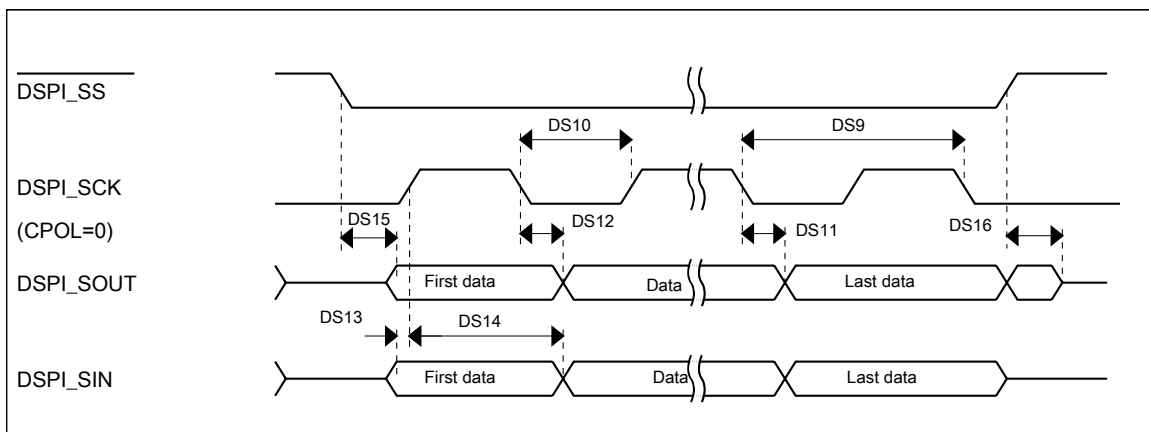 DSPI_SS
DS10
DS9
DSPI_SCK
(CPOL=0)
DS15
DS12
DS11
DS16
DSPI_SOUT
First data
Data
Last data
DS13
DS14
DSPI_SIN
First data
Data
Last data